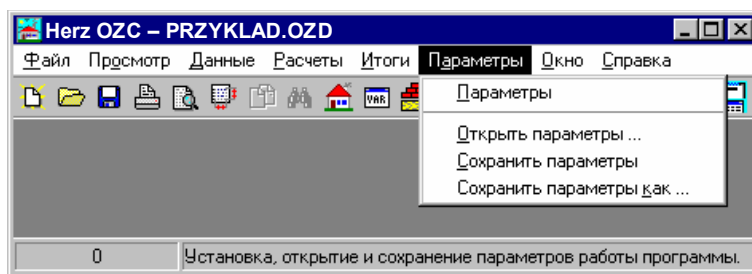 Herz OZC – PRZYKLAD.OZD
Файл Просмотр Данные Расчеты Итоги Параметры Окно Справка
VAR
Параметры
Открыть параметры ...
Сохранить параметры
Сохранить параметры как ...
0 Установка, открытие и сохранение параметров работы программы.